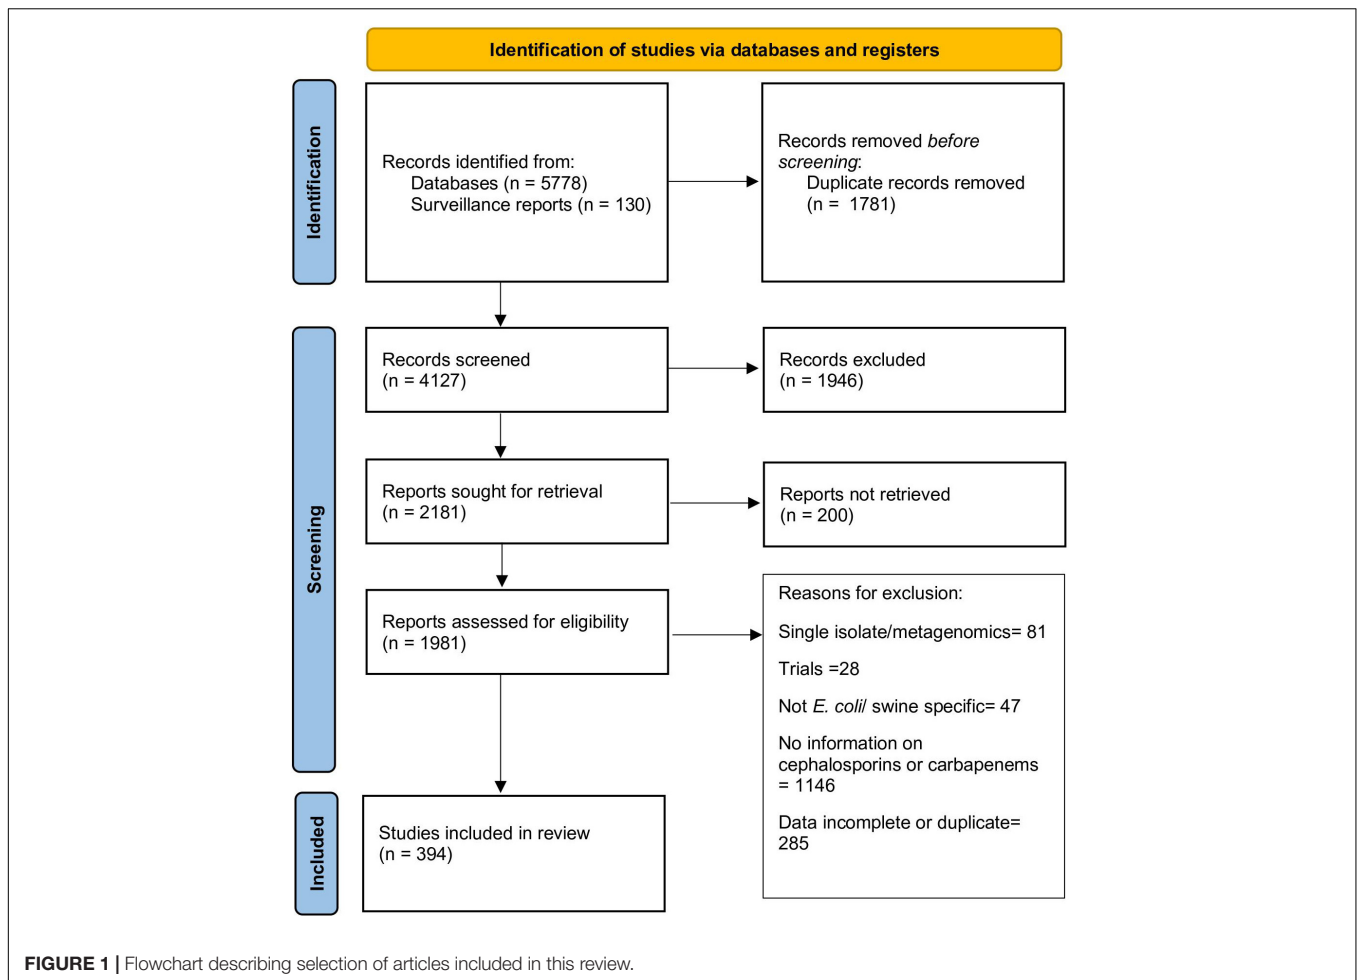 Identification of studies via databases and registers
Identification
Records identified from:
Databases (n = 5778)
Surveillance reports (n = 130)
Records removed before
screening:
Duplicate records removed
(n = 1781)
Screening
Records screened
(n = 4127)
Records excluded
(n = 1946)
Reports sought for retrieval
(n = 2181)
Reports not retrieved
(n = 200)
Reports assessed for eligibility
(n = 1981)
Reasons for exclusion:
Single isolate/metagenomics= 81
Trials =28
Not E. coli/ swine specific= 47
No information on
cephalosporins or carbapenems
= 1146
Data incomplete or duplicate=
285
Included
Studies included in review
(n = 394)
FIGURE 1 | Flowchart describing selection of articles included in this review.